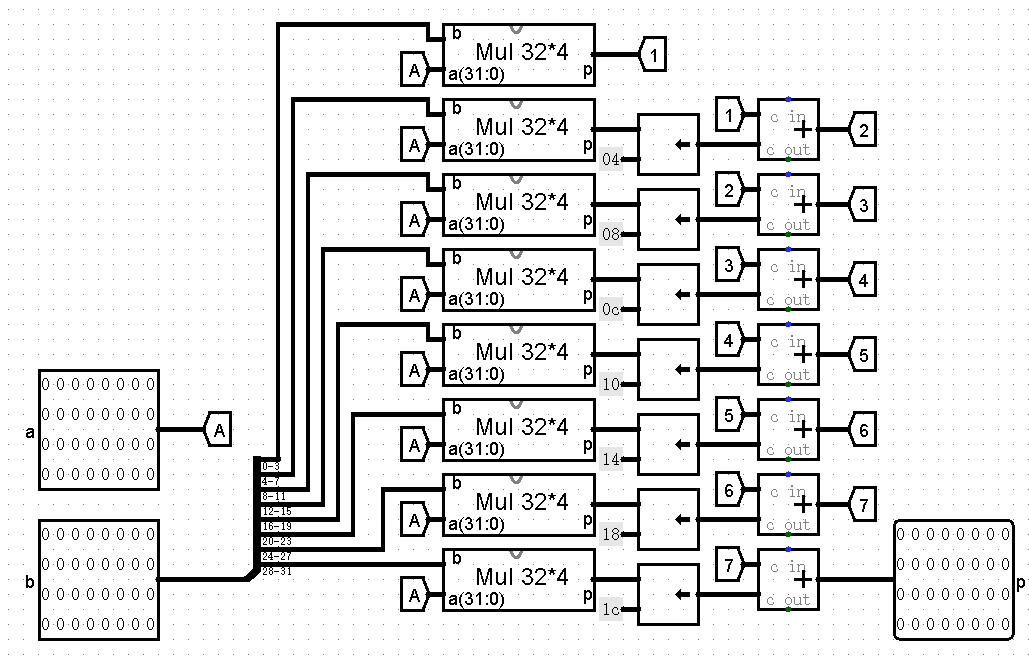 b
Mul 32*4
1
A
a(31:0)
p
b
Mul 32*4
1
c in
+
2
A
a(31:0)
p
04
c out
b
Mul 32*4
2
c in
+
3
A
a(31:0)
p
08
c out
b
Mul 32*4
3
c in
+
4
A
a(31:0)
p
0c
c out
b
Mul 32*4
4
c in
+
5
A
a(31:0)
p
10
c out
b
Mul 32*4
5
c in
+
6
A
a(31:0)
p
14
c out
b
Mul 32*4
6
c in
+
7
A
a(31:0)
p
18
c out
b
Mul 32*4
7
c in
+
A
a(31:0)
p
1c
c out
0 0 0 0 0 0 0 0
0 0 0 0 0 0 0 0
0 0 0 0 0 0 0 0
0 0 0 0 0 0 0 0
a
A
0-3
4-7
8-11
12-15
16-19
20-23
24-27
28-31
0 0 0 0 0 0 0 0
0 0 0 0 0 0 0 0
0 0 0 0 0 0 0 0
0 0 0 0 0 0 0 0
b
0 0 0 0 0 0 0 0
0 0 0 0 0 0 0 0
0 0 0 0 0 0 0 0
0 0 0 0 0 0 0 0
p